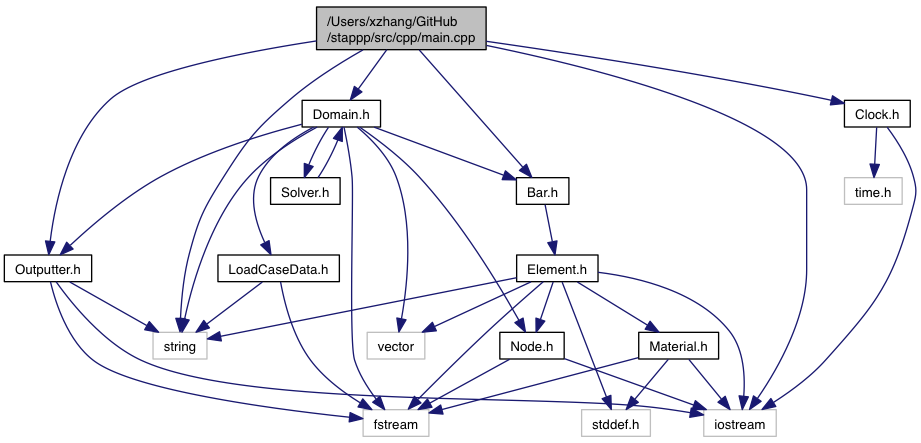 /Users/xzhang/GitHub
/stappp/src/cpp/main.cpp
Domain.h
Clock.h
Solver.h
Bar.h
time.h
Outputter.h
LoadCaseData.h
Element.h
string
vector
Node.h
Material.h
fstream
stddef.h
iostream